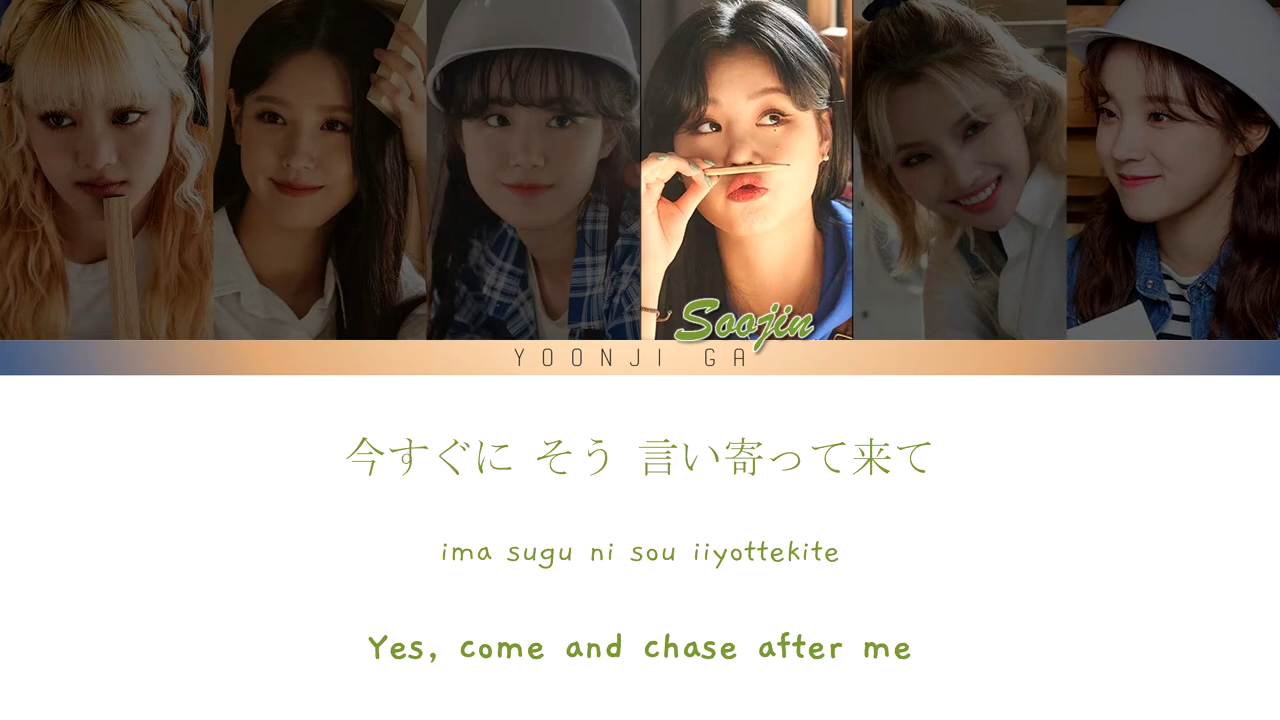 Soojin
YOONJI GA
今すぐに そう 言い寄って来て
ima sugu ni sou iiyottekite
Yes, come and chase after me